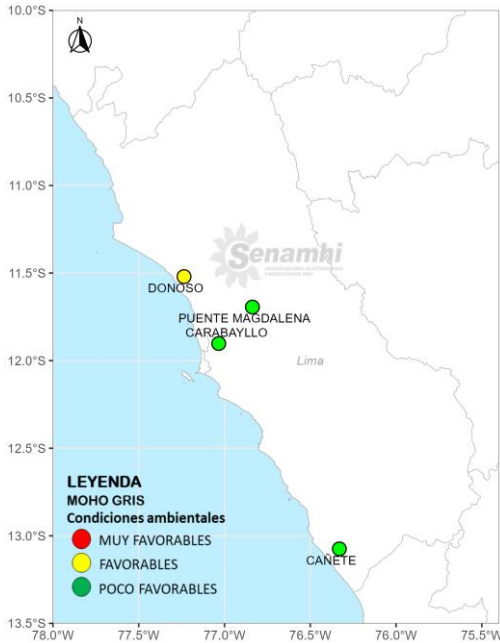 10.0°S
N
10.5°S
11.0°S
Senamhi
11.5°S
DONOSO
PUENTE MAGDALENA
CARABAYLLO
12.0°S
Lima
12.5°S
LEYENDA
MOHO GRIS
Condiciones ambientales
MUY FAVORABLES
FAVORABLES
POCO FAVORABLES
13.0°S
CAÑETE
13.5°S
78.0°W
77.5°W
77.0°W
76.5°W
76.0°W
75.5°W